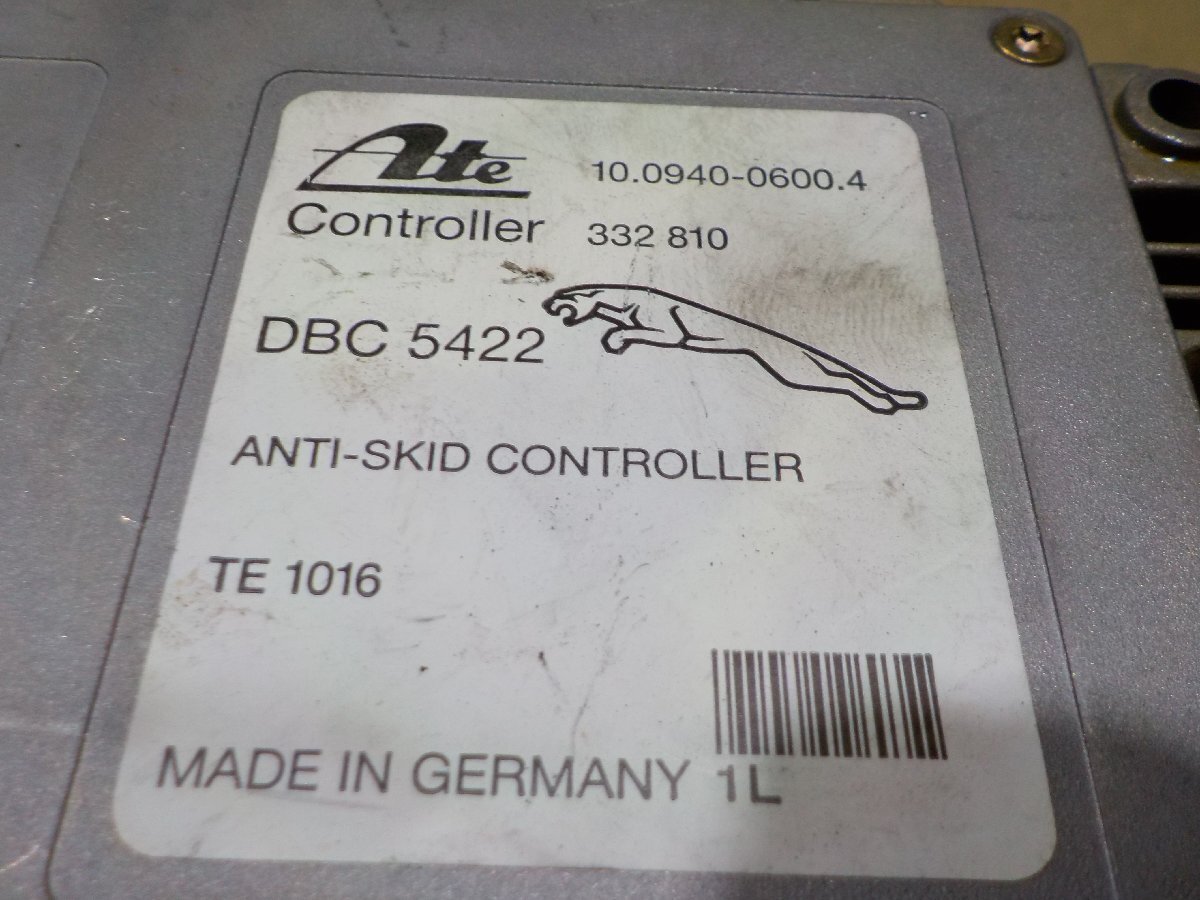 Ate 10.0940-0600.4
Controller 332 810
DBC 5422
ANTI-SKID CONTROLLER
TE 1016
MADE IN GERMANY 1L